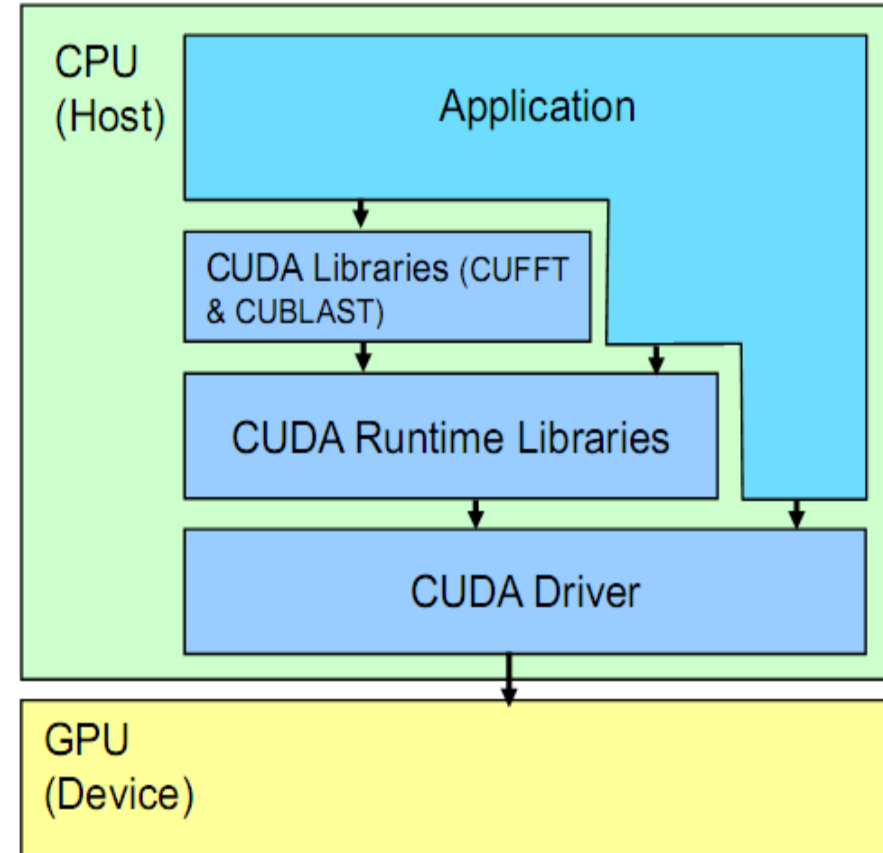 CPU
(Host)
Application
CUDA Libraries (CUFFT
& CUBLAST)
CUDA Runtime Libraries
CUDA Driver
GPU
(Device)